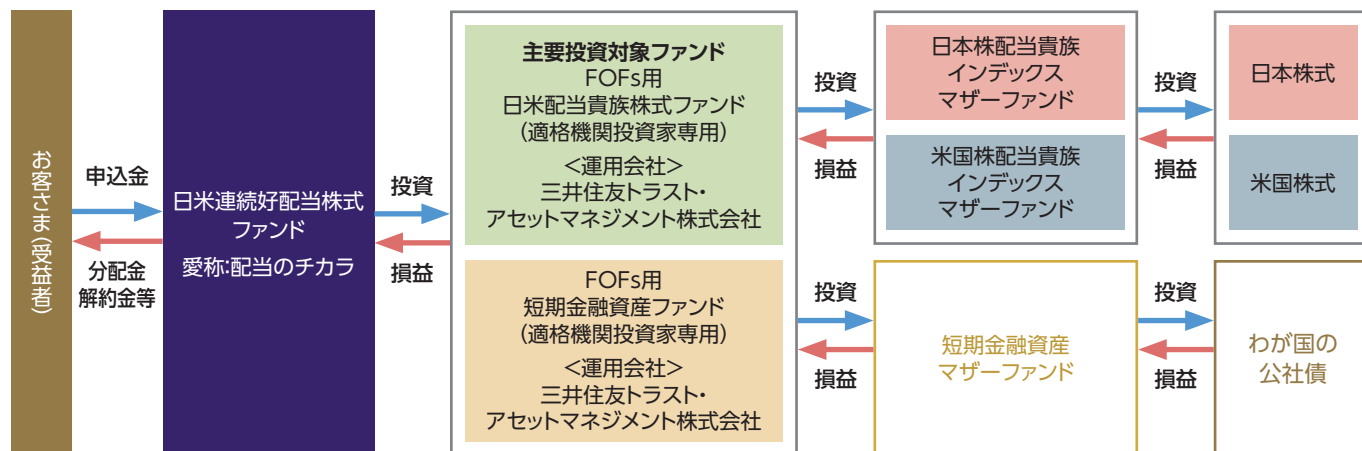 お客さま（受益者）
申込金
分配金
解約金等
日米連続好配当株式
ファンド
愛称:配当のチカラ
投資
損益
主要投資対象ファンド
FOFs用
日米配当貴族株式ファンド
（適格機関投資家専用）
＜運用会社＞
三井住友トラスト・
アセットマネジメント株式会社
投資
損益
日本株配当貴族
インデックス
マザーファンド
米国株配当貴族
インデックス
マザーファンド
投資
損益
日本株式
米国株式
FOFs用
短期金融資産ファンド
（適格機関投資家専用）
＜運用会社＞
三井住友トラスト・
アセットマネジメント株式会社
投資
損益
短期金融資産
マザーファンド
投資
損益
わが国の
公社債